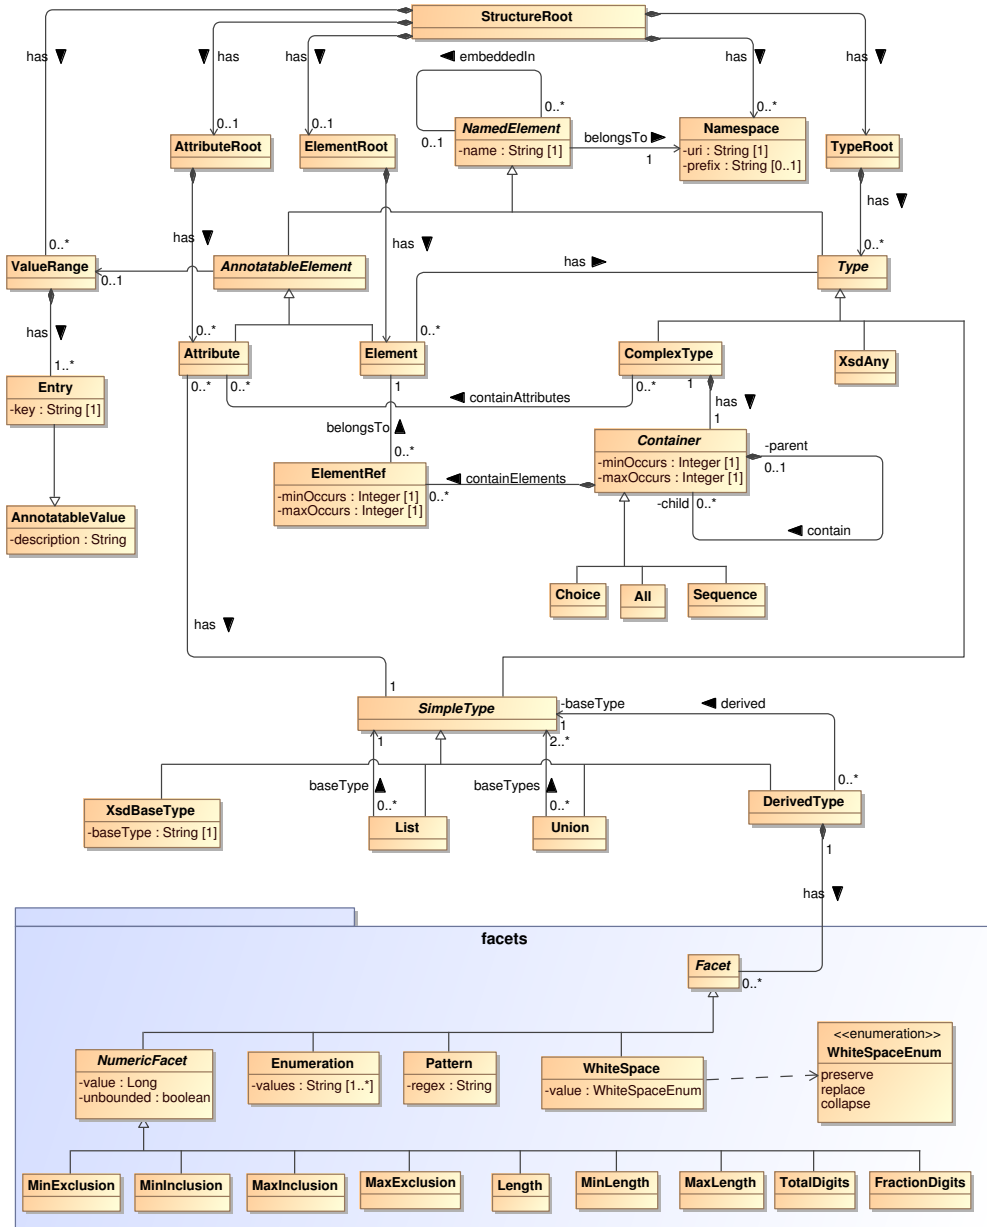 StructureRoot
has ▼
▼ has
has ▼
◄ embeddedIn
has ▼
has ▼
0..*
0..1
0..1
0..1
0..*
NamedElement
-name : String [1]
belongsTo ►
1
Namespace
-uri : String [1]
-prefix : String [0..1]
AttributeRoot
ElementRoot
TypeRoot
has ▼
has ▼
has ▼
0..*
0..*
ValueRange
0..1
AnnotatableElement
has ►
Type
has ▼
0..*
0..*
1..*
Attribute
Element
ComplexType
XsdAny
0..*
0..*
1
0..*
1
Entry
-key : String [1]
◄ containAttributes
has ▼
1
belongsTo ▲
0..*
Container
-minOccurs : Integer [1]
-maxOccurs : Integer [1]
-parent
0..1
ElementRef
-minOccurs : Integer [1]
-maxOccurs : Integer [1]
0..*
◄ containElements
-child
0..*
◄ contain
AnnotatableValue
-description : String
Choice
All
Sequence
has ▼
1
SimpleType
-baseType
◄ derived
1
1
2..*
baseType ▲
baseTypes ▲
0..*
0..*
0..*
XsdBaseType
-baseType : String [1]
List
Union
DerivedType
1
has ▼
facets
Facet
0..*
NumericFacet
-value : Long
-unbounded : boolean
Enumeration
-values : String [1..*]
Pattern
-regex : String
WhiteSpace
-value : WhiteSpaceEnum
<<enumeration>>
WhiteSpaceEnum
preserve
replace
collapse
MinExclusion
MinInclusion
MaxInclusion
MaxExclusion
Length
MinLength
MaxLength
TotalDigits
FractionDigits